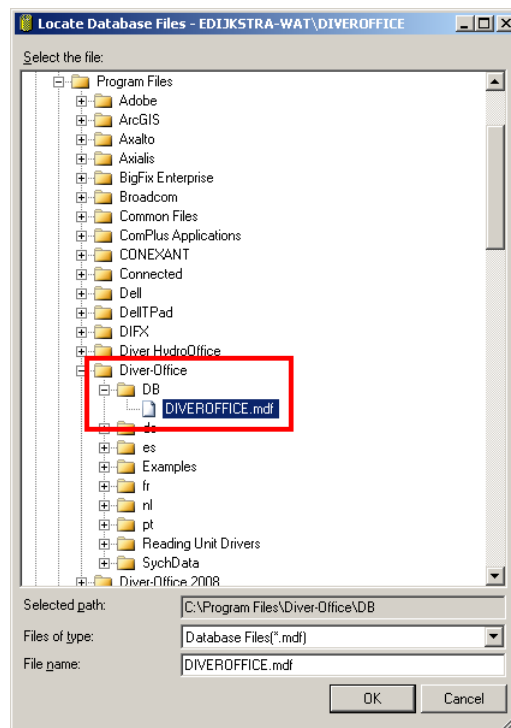 Locate Database Files - EDIJKSTRA-WAT\DIVEROFFICE
Select the file:
Program Files
Adobe
ArcGIS
Axalto
Axialis
BigFix Enterprise
Broadcom
Common Files
ComPlus Applications
CONEXANT
Connected
Dell
DellTPad
DIFX
Diver HydroOffice
Diver-Office
DB
DIVEROFFICE.mdf
de
es
Examples
fr
nl
pt
Reading Unit Drivers
SychData
Diver-Office 2008
Selected path: C:\Program Files\Diver-Office\DB
Files of type: Database Files(*.mdf)
File name: DIVEROFFICE.mdf
OK Cancel